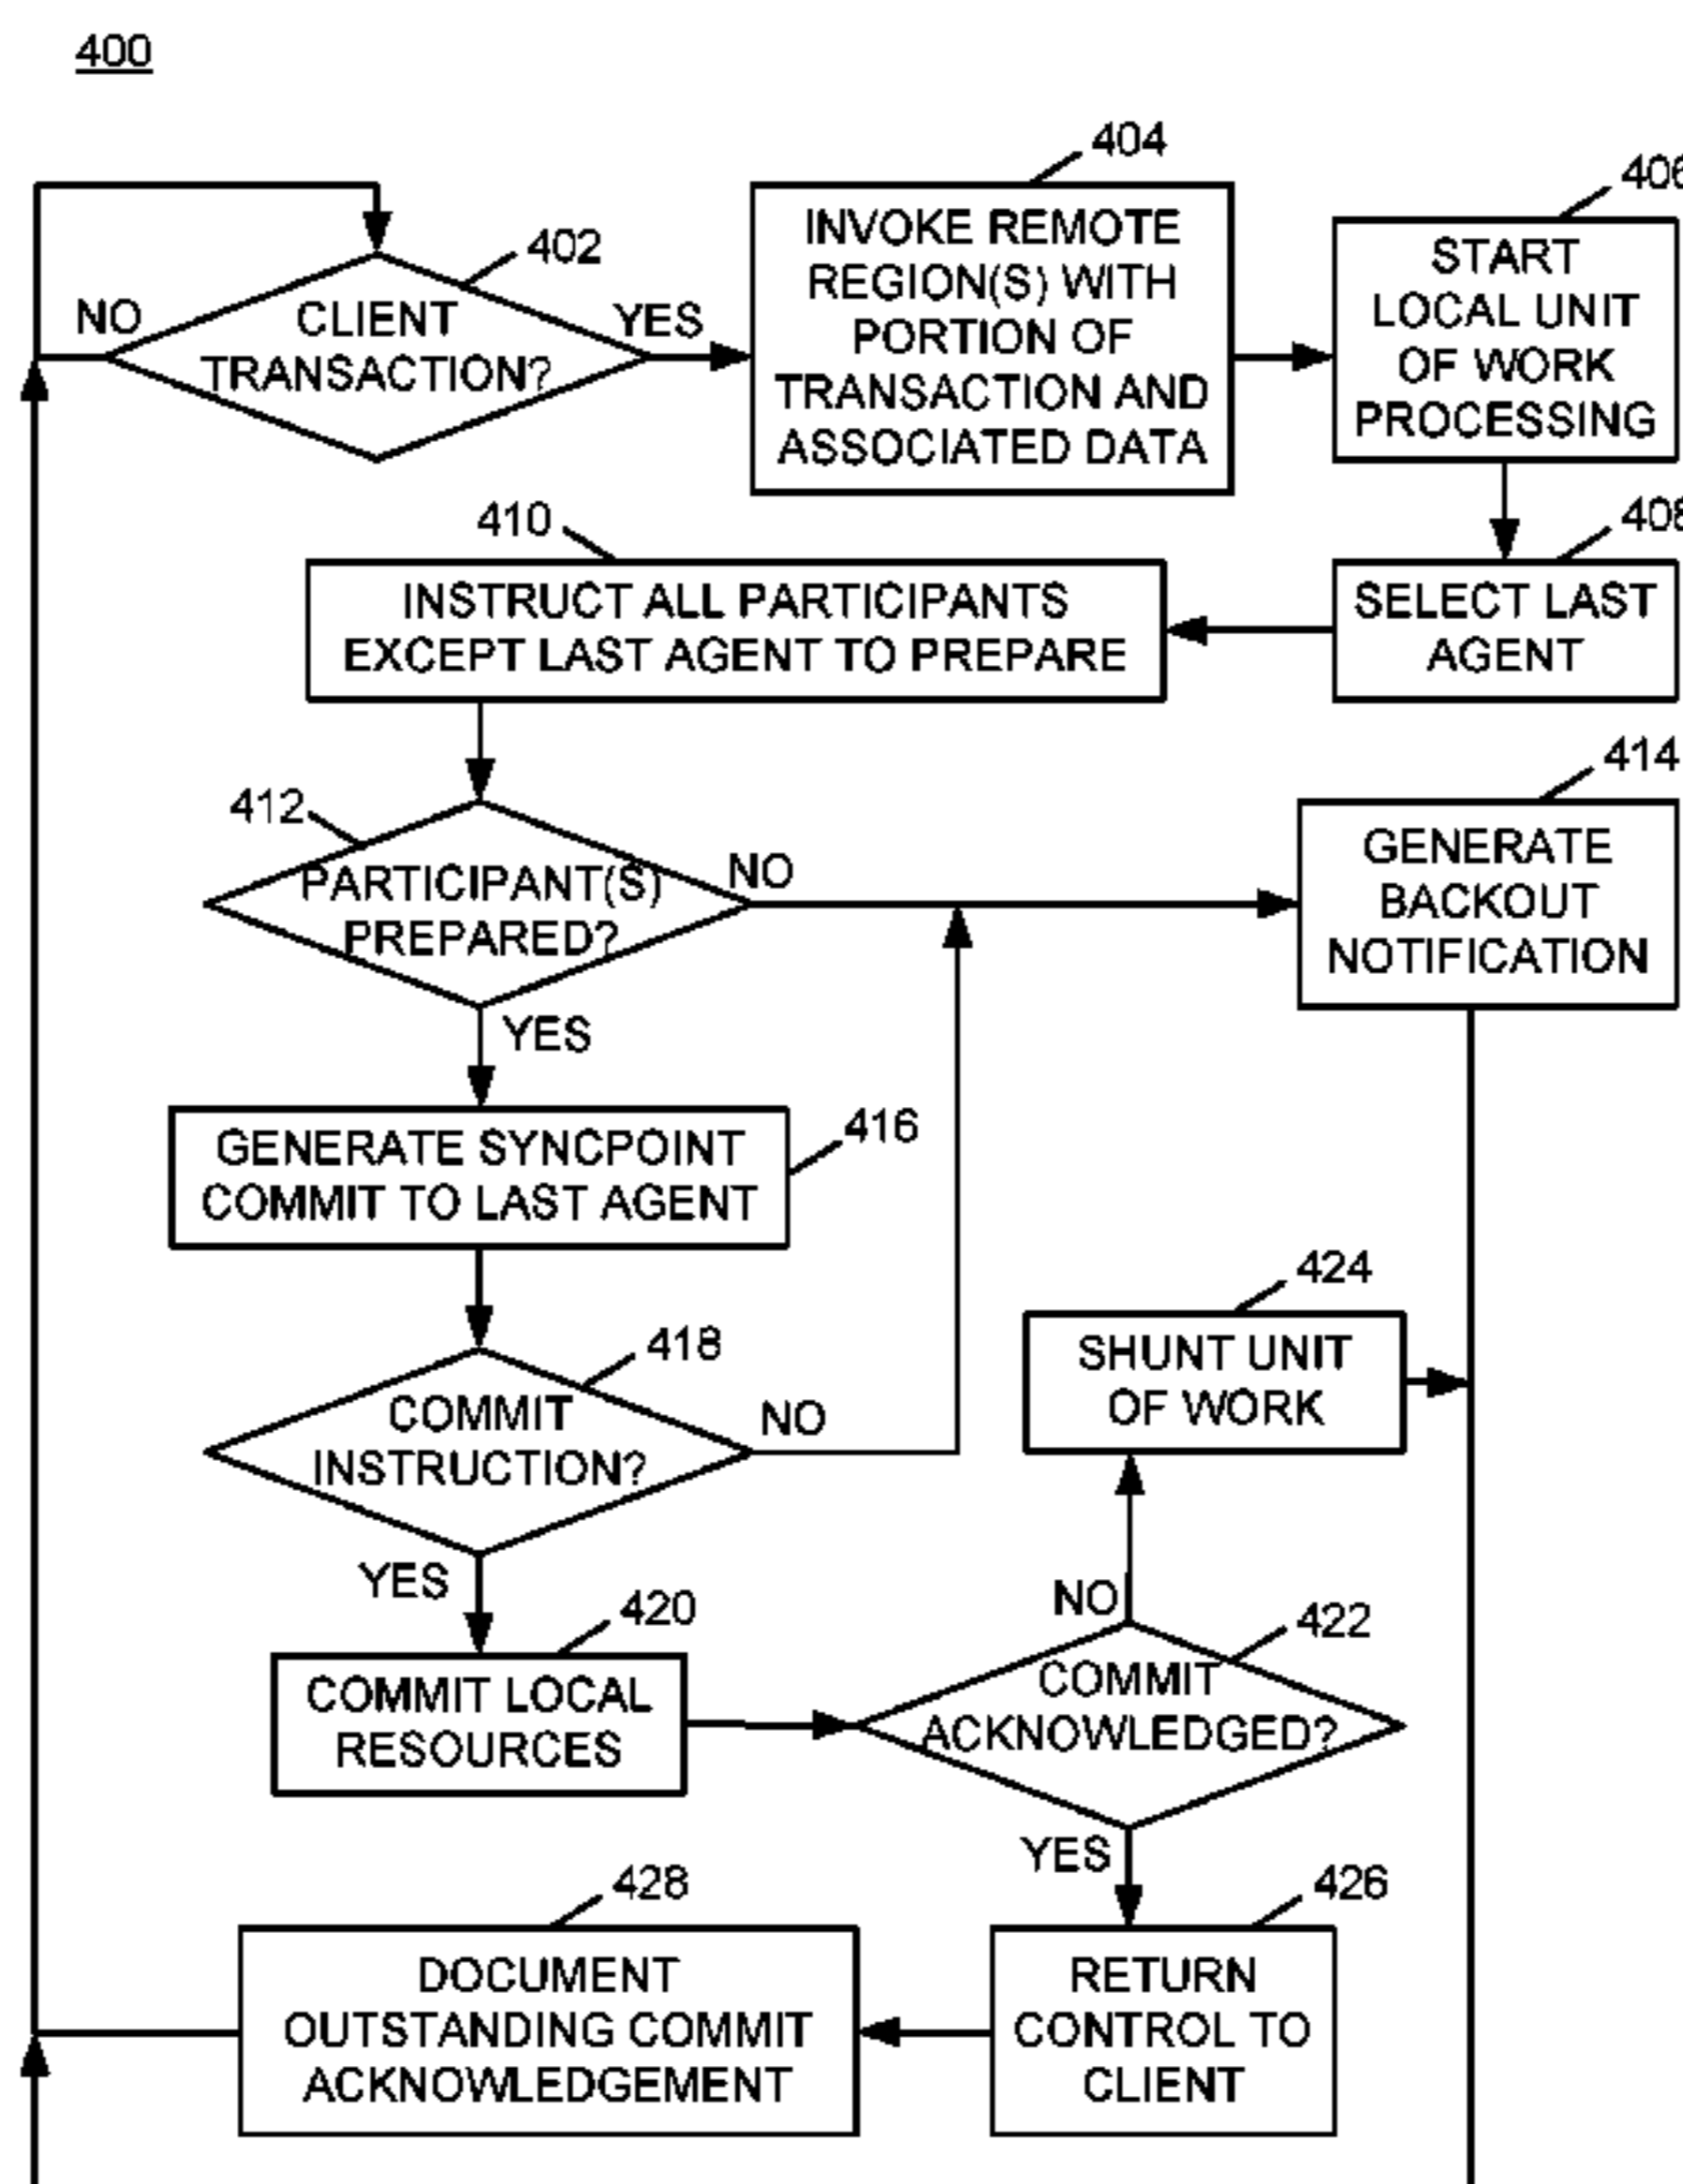 400
404
406
INVOKE REMOTE
REGION(S) WITH
PORTION OF
TRANSACTION AND
ASSOCIATED DATA
START
LOCAL UNIT
OF WORK
PROCESSING
402
NO
CLIENT
TRANSACTION?
YES
410
408
INSTRUCT ALL PARTICIPANTS
EXCEPT LAST AGENT TO PREPARE
SELECT LAST
AGENT
412
PARTICIPANT(S)
PREPARED?
NO
YES
414
GENERATE
BACKOUT
NOTIFICATION
GENERATE SYNCPOINT
COMMIT TO LAST AGENT
416
418
COMMIT
INSTRUCTION?
NO
YES
424
SHUNT UNIT
OF WORK
420
COMMIT LOCAL
RESOURCES
NO
422
COMMIT
ACKNOWLEDGED?
YES
428
DOCUMENT
OUTSTANDING COMMIT
ACKNOWLEDGEMENT
426
RETURN
CONTROL TO
CLIENT